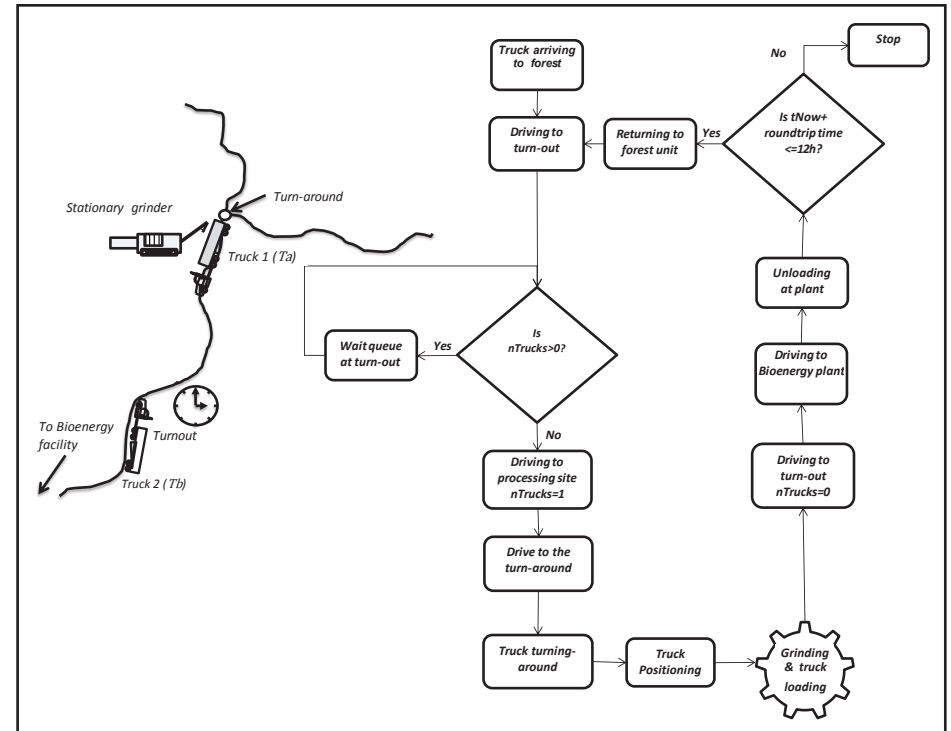 Stationary grinder
Turn-around
Truck 1 (Ta)
To Bioenergy
facility
Turnout
Truck 2 (Tb)
Truck arriving
to forest
Driving to
turn-out
Returning to
forest unit
Yes
Is tNow+
roundtrip time
<=12h?
No
Stop
Is
nTrucks>0?
Yes
Wait queue
at turn-out
No
Driving to
processing site
nTrucks=1
Drive to the
turn-around
Truck turning-
around
Truck
Positioning
Grinding
& truck
loading
Driving to
turn-out
nTrucks=0
Driving to
Bioenergy plant
Unloading
at plant